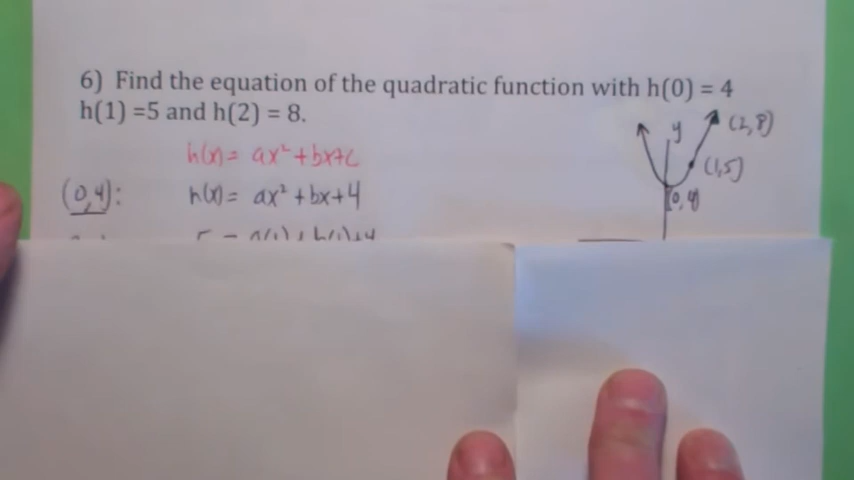 6) Find the equation of the quadratic function with h(0) = 4
h(1) =5 and h(2) = 8.
h(x) = ax² + bx + c
(0,4): h(x) = ax² + bx + 4
y
(2,8)
(1,5)
(0,4)